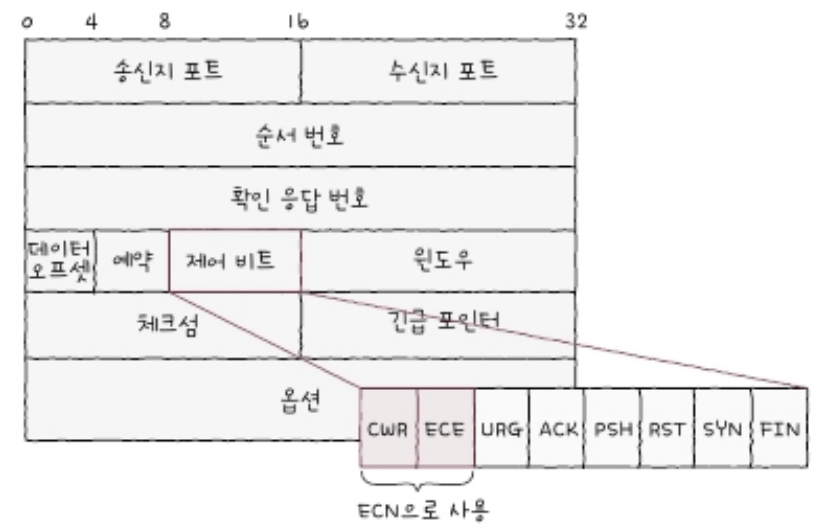 0 4 8 16 32
송신지 포트 수신지 포트
순서 번호
확인 응답 번호
데이터
오프셋 예약 제어 비트 윈도우
체크섬 긴급 포인터
옵션
CWR ECE URG ACK PSH RST SYN FIN
ECN으로 사용